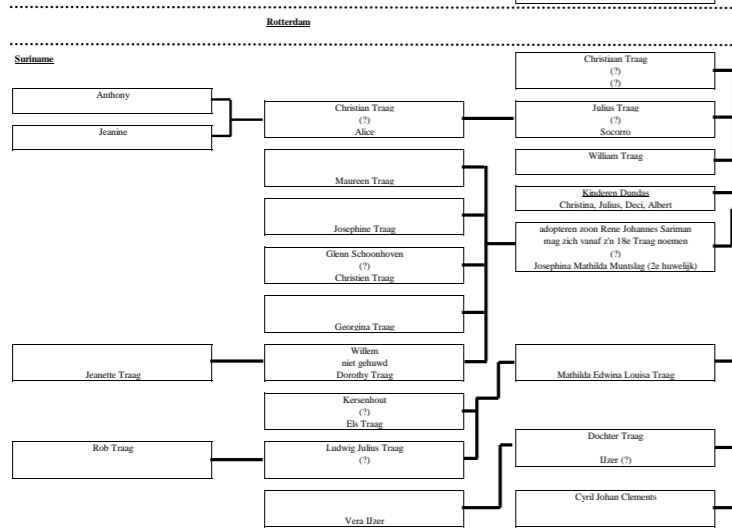 Rotterdam
Suriname
Anthony
Jeanine
Jeanette Traag
Rob Traag
Christian Traag
(?)
Alice
Maureen Traag
Josephine Traag
Glenn Schoonhoven
(?)
Christien Traag
Georgina Traag
Willem
niet gehuwd
Dorothy Traag
Kersenhout
(?)
Els Traag
Ludwig Julius Traag
(?)
Vera IJzer
Christiaan Traag
(?)
(?)
Julius Traag
(?)
Socorro
William Traag
Kinderen Dundas
Christina, Julius, Deci, Albert
adopteren zoon Rene Johannes Sariman
mag zich vanaf z'n 18e Traag noemen
(?)
Josephina Mathilda Muntslag (2e huwelijk)
Mathilda Edwina Louisa Traag
Dochter Traag
IJzer (?)
Cyril Johan Clements